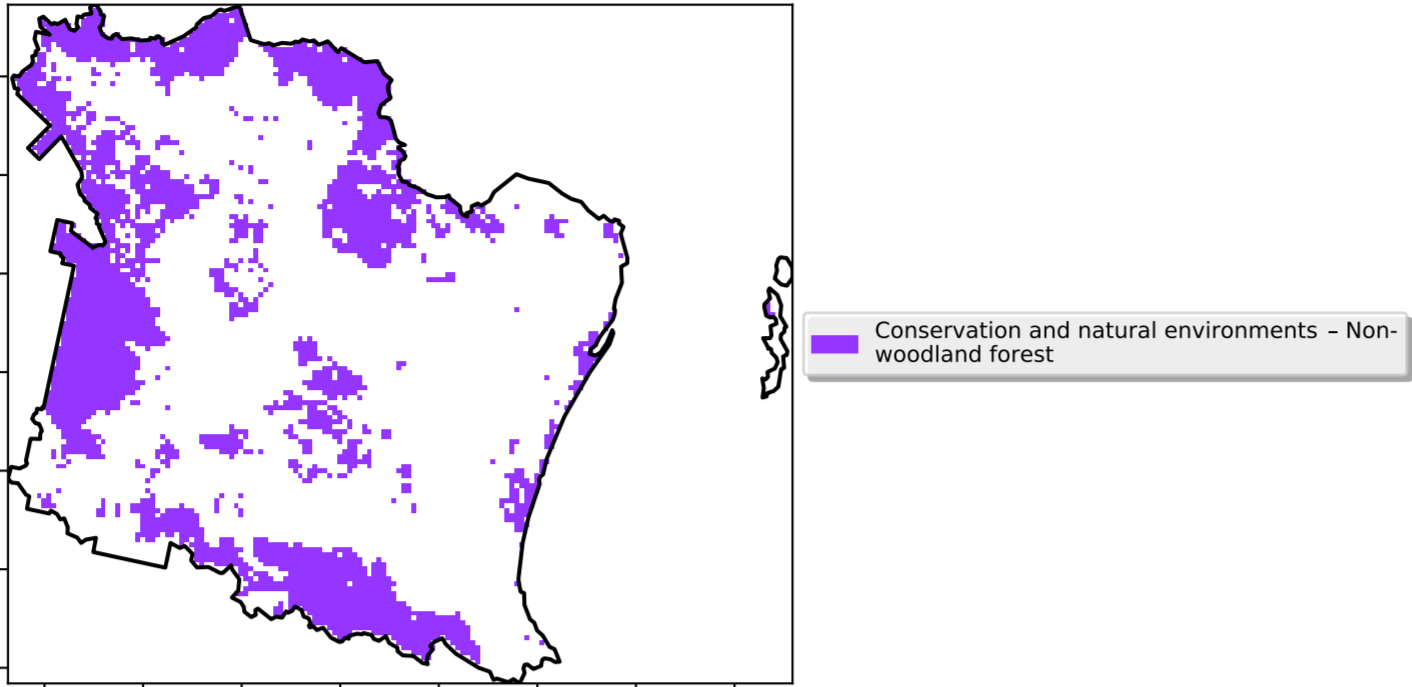 Conservation and natural environments – Non-
woodland forest